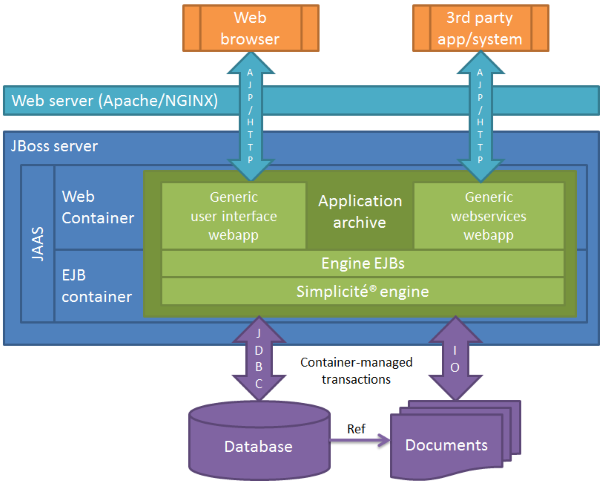 Web
browser
3rd party
app/system
Web server (Apache/NGINX)
AJP/HTTP
AJP/HTTP
JBoss server
JAAS
Web
Container
Generic
user interface
webapp
Application
archive
Generic
webservices
webapp
EJB
container
Engine EJBs
Simplicité® engine
JDBC
Container-managed
transactions
IO
Database
Ref
Documents